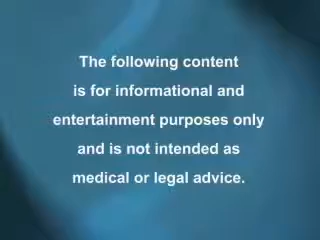 The following content
is for informational and
entertainment purposes only
and is not intended as
medical or legal advice.